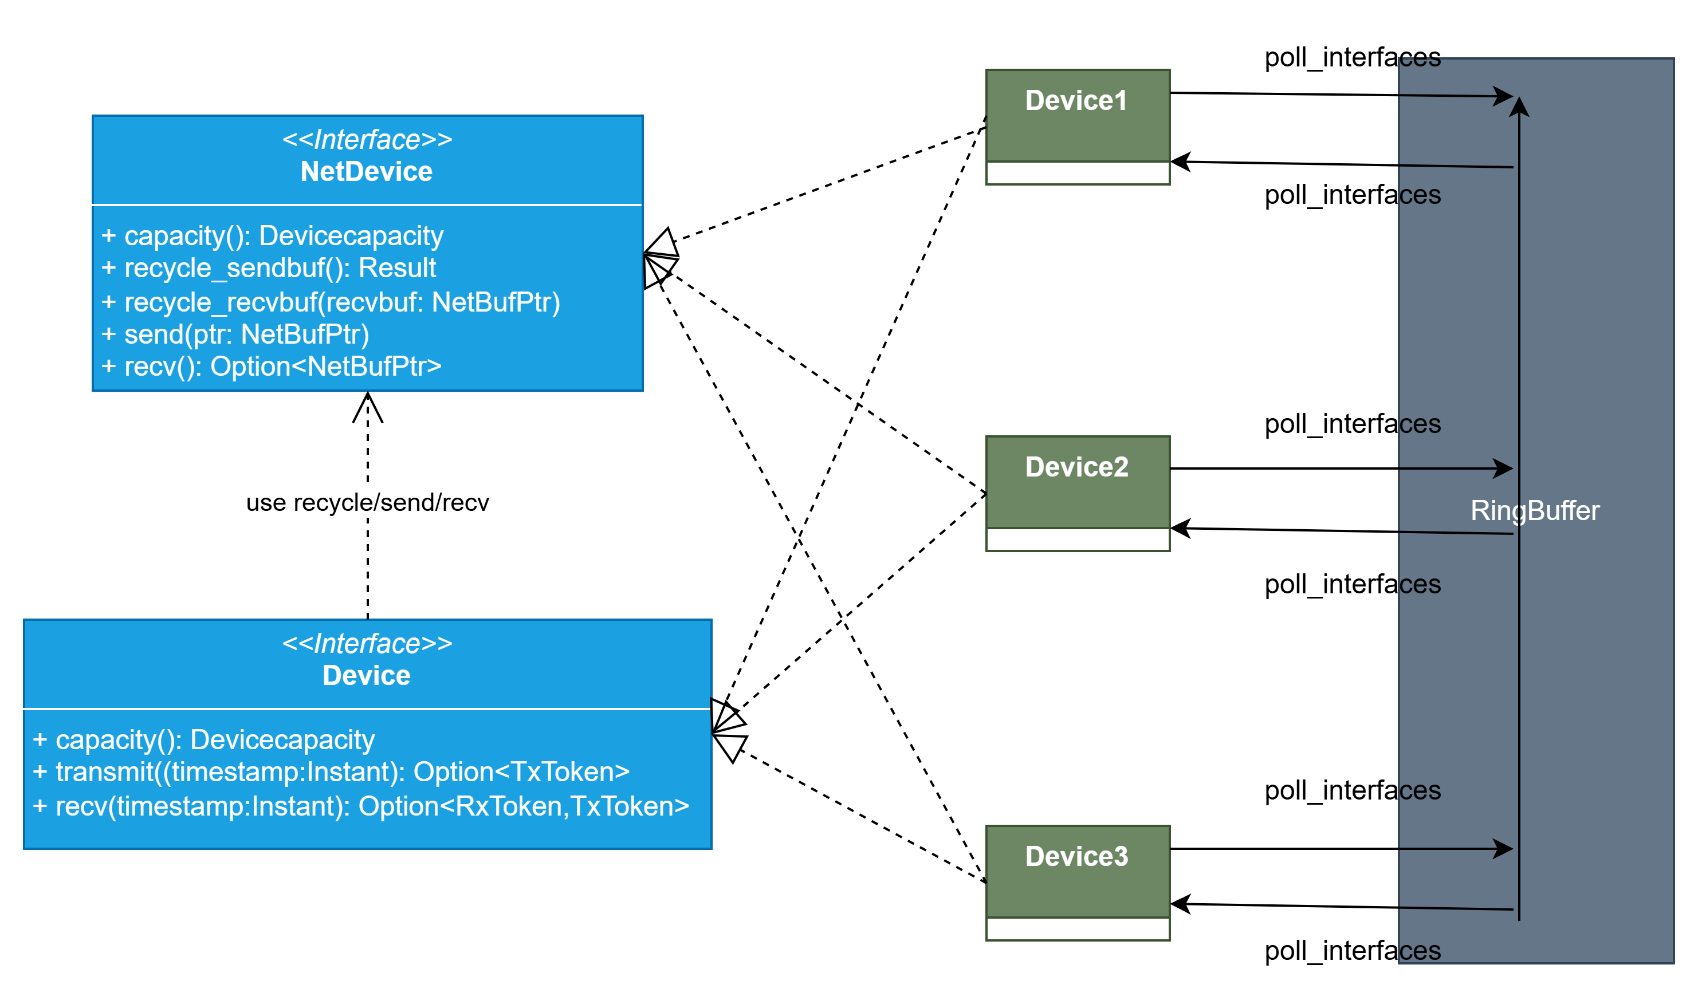 <<Interface>>
NetDevice
+ capacity(): Devicecapacity
+ recycle_sendbuf(): Result
+ recycle_recvbuf(recvbuf: NetBufPtr)
+ send(ptr: NetBufPtr)
+ recv(): Option<NetBufPtr>
use recycle/send/recv
<<Interface>>
Device
+ capacity(): Devicecapacity
+ transmit((timestamp:Instant): Option<TxToken>
+ recv(timestamp:Instant): Option<RxToken,TxToken>
Device1
poll_interfaces
poll_interfaces
Device2
poll_interfaces
poll_interfaces
Device3
poll_interfaces
poll_interfaces
RingBuffer